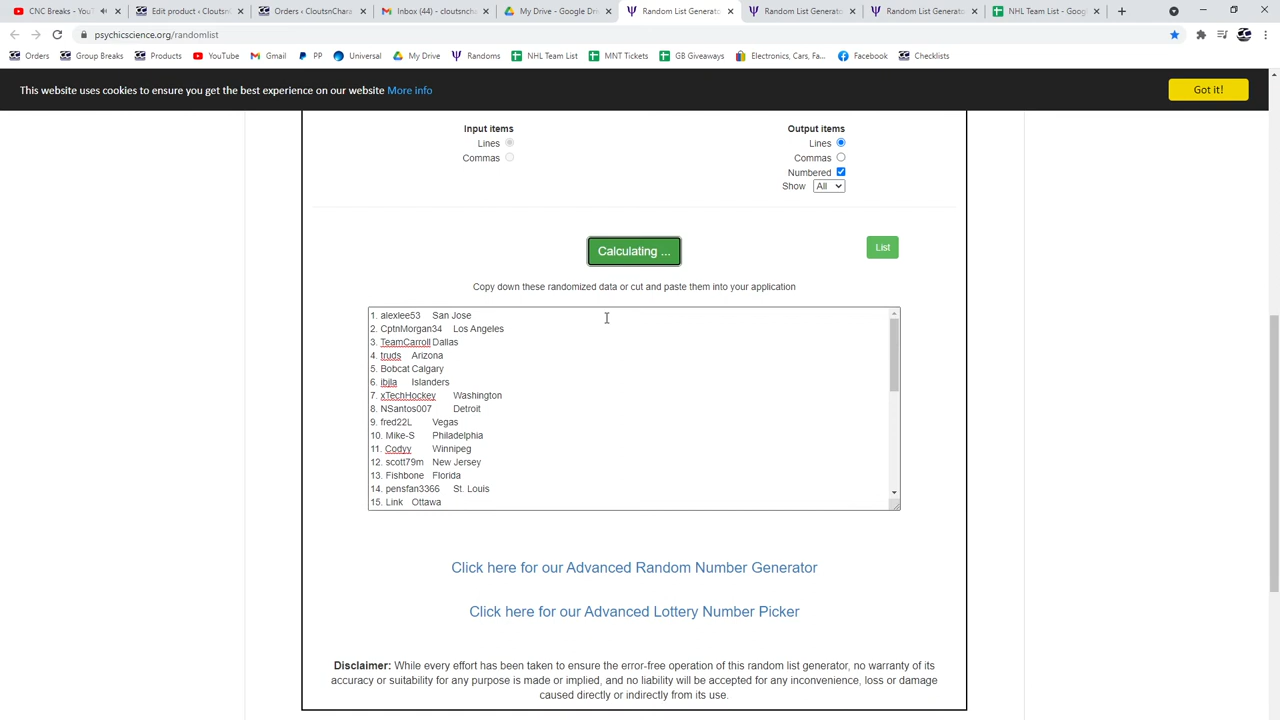 CNC Breaks - YouT
Edit product ‹ CloutsnC
Orders ‹ CloutsnChara
Inbox (44) - cloutsnch
My Drive - Google Dri
Random List Generato
Random List Generato
Random List Generato
NHL Team List - Goog
psychicscience.org/randomlist
Orders
Group Breaks
Products
YouTube
Gmail
PP
Universal
My Drive
Randoms
NHL Team List
MNT Tickets
GB Giveaways
Electronics, Cars, Fa...
Facebook
Checklists
This website uses cookies to ensure you get the best experience on our website More info
Got it!
Input items
Output items
Lines
Lines
Commas
Commas
Numbered
Show All
Calculating ...
List
Copy down these randomized data or cut and paste them into your application
1. alexlee53 San Jose
2. CptnMorgan34 Los Angeles
3. TeamCarroll Dallas
4. truds Arizona
5. Bobcat Calgary
6. ibjla Islanders
7. xTechHockey Washington
8. NSantos007 Detroit
9. fred22L Vegas
10. Mike-S Philadelphia
11. Codyy Winnipeg
12. scott79m New Jersey
13. Fishbone Florida
14. pensfan3366 St. Louis
15. Link Ottawa
Click here for our Advanced Random Number Generator
Click here for our Advanced Lottery Number Picker
Disclaimer: While every effort has been taken to ensure the error-free operation of this random list generator, no warranty of its
accuracy or suitability for any purpose is made or implied, and no liability will be accepted for any inconvenience, loss or damage
caused directly or indirectly from its use.